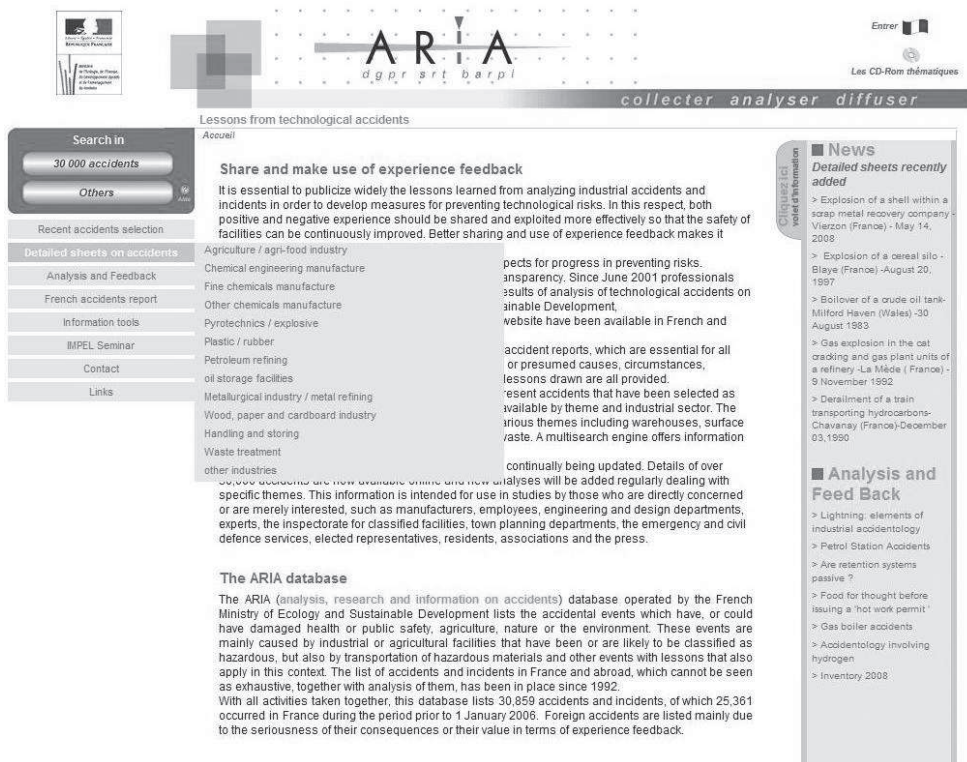 RÉPUBLIQUE FRANÇAISE
ARIA
dgpr srt barpi
Entrer
Les CD-Rom thématiques
collecter analyser diffuser
Lessons from technological accidents
Accueil
Search in
30 000 accidents
Others
Recent accidents selection
Detailed sheets on accidents
Analysis and Feedback
French accidents report
Information tools
IMPEL Seminar
Contact
Links
Agriculture / agri-food industry
Chemical engineering manufacture
Fine chemicals manufacture
Other chemicals manufacture
Pyrotechnics / explosive
Plastic / rubber
Petroleum refining
oil storage facilities
Metallurgical industry / metal refining
Wood, paper and cardboard industry
Handling and storing
Waste treatment
other industries
Share and make use of experience feedback
It is essential to publicize widely the lessons learned from analyzing industrial accidents and
incidents in order to develop measures for preventing technological risks. In this respect, both
positive and negative experience should be shared and exploited more effectively so that the safety of
facilities can be continuously improved. Better sharing and use of experience feedback makes it
pects for progress in preventing risks.
ansparency. Since June 2001 professionals
esults of analysis of technological accidents on
ainable Development,
website have been available in French and
accident reports, which are essential for all
or presumed causes, circumstances,
lessons drawn are all provided.
resent accidents that have been selected as
available by theme and industrial sector. The
arious themes including warehouses, surface
waste. A multisearch engine offers information
continually being updated. Details of over
30,000 accidents are now available online and new analyses will be added regularly dealing with
specific themes. This information is intended for use in studies by those who are directly concerned
or are merely interested, such as manufacturers, employees, engineering and design departments,
experts, the inspectorate for classified facilities, town planning departments, the emergency and civil
defence services, elected representatives, residents, associations and the press.
The ARIA database
The ARIA (analysis, research and information on accidents) database operated by the French
Ministry of Ecology and Sustainable Development lists the accidental events which have, or could
have damaged health or public safety, agriculture, nature or the environment. These events are
mainly caused by industrial or agricultural facilities that have been or are likely to be classified as
hazardous, but also by transportation of hazardous materials and other events with lessons that also
apply in this context. The list of accidents and incidents in France and abroad, which cannot be seen
as exhaustive, together with analysis of them, has been in place since 1992.
With all activities taken together, this database lists 30,859 accidents and incidents, of which 25,361
occurred in France during the period prior to 1 January 2006. Foreign accidents are listed mainly due
to the seriousness of their consequences or their value in terms of experience feedback.
Cliquez ici
volet d'information
News
Detailed sheets recently
added
> Explosion of a shell within a
scrap metal recovery company -
Vierzon (France) - May 14,
2008
> Explosion of a cereal silo -
Blaye (France) -August 20,
1997
> Boilover of a crude oil tank-
Milford Haven (Wales) -30
August 1983
> Gas explosion in the cat
cracking and gas plant units of
a refinery -La Mède ( France) -
9 November 1992
> Derailment of a train
transporting hydrocarbons-
Chavanay (France)-December
03,1990
Analysis and
Feed Back
> Lightning: elements of
industrial accidentology
> Petrol Station Accidents
> Are retention systems
passive ?
> Food for thought before
issuing a 'hot work permit '
> Gas boiler accidents
> Accidentology involving
hydrogen
> Inventory 2008